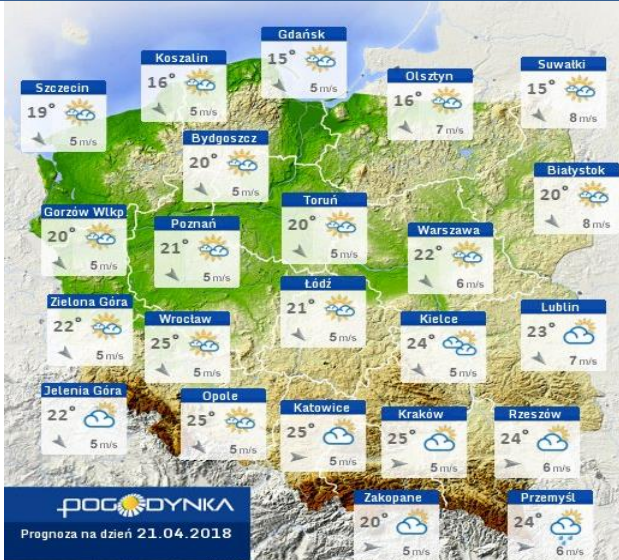 Gdańsk
15°
5 m/s
Koszalin
16°
5 m/s
Suwałki
15°
8 m/s
Olsztyn
16°
7 m/s
Szczecin
19°
5 m/s
Bydgoszcz
20°
5 m/s
Białystok
20°
8 m/s
Toruń
20°
5 m/s
Gorzów Wlkp
20°
5 m/s
Poznań
21°
5 m/s
Warszawa
22°
6 m/s
Łódź
21°
5 m/s
Zielona Góra
22°
5 m/s
Wrocław
25°
5 m/s
Kielce
24°
5 m/s
Lublin
23°
7 m/s
Jelenia Góra
22°
5 m/s
Opole
25°
5 m/s
Katowice
25°
5 m/s
Kraków
25°
5 m/s
Rzeszów
24°
6 m/s
Zakopane
20°
5 m/s
Przemyśl
24°
6 m/s
POGODYNKA
Prognoza na dzień 21.04.2018